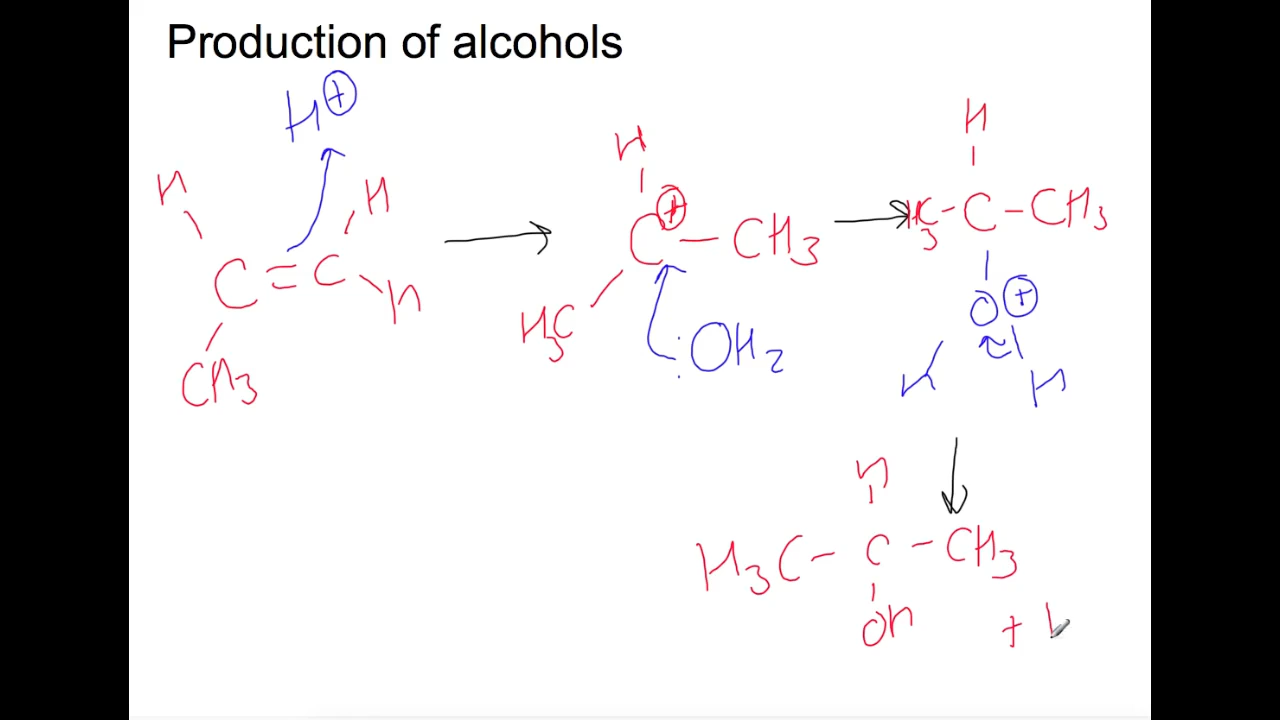 Production of alcohols
H+
H
H
C=C
H
CH3
H
C+ - CH3
H3C
:OH2
H
H3C - C - CH3
O+
H H
H
H3C - C - CH3
OH
+